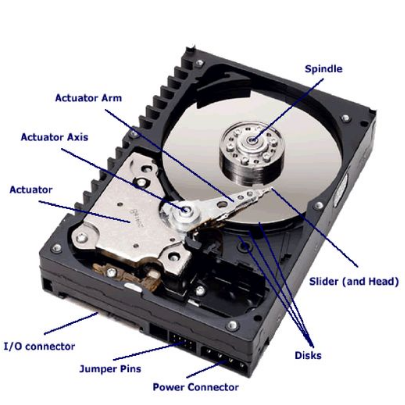 Spindle
Actuator Arm
Actuator Axis
Actuator
Slider (and Head)
I/O connector
Disks
Jumper Pins
Power Connector